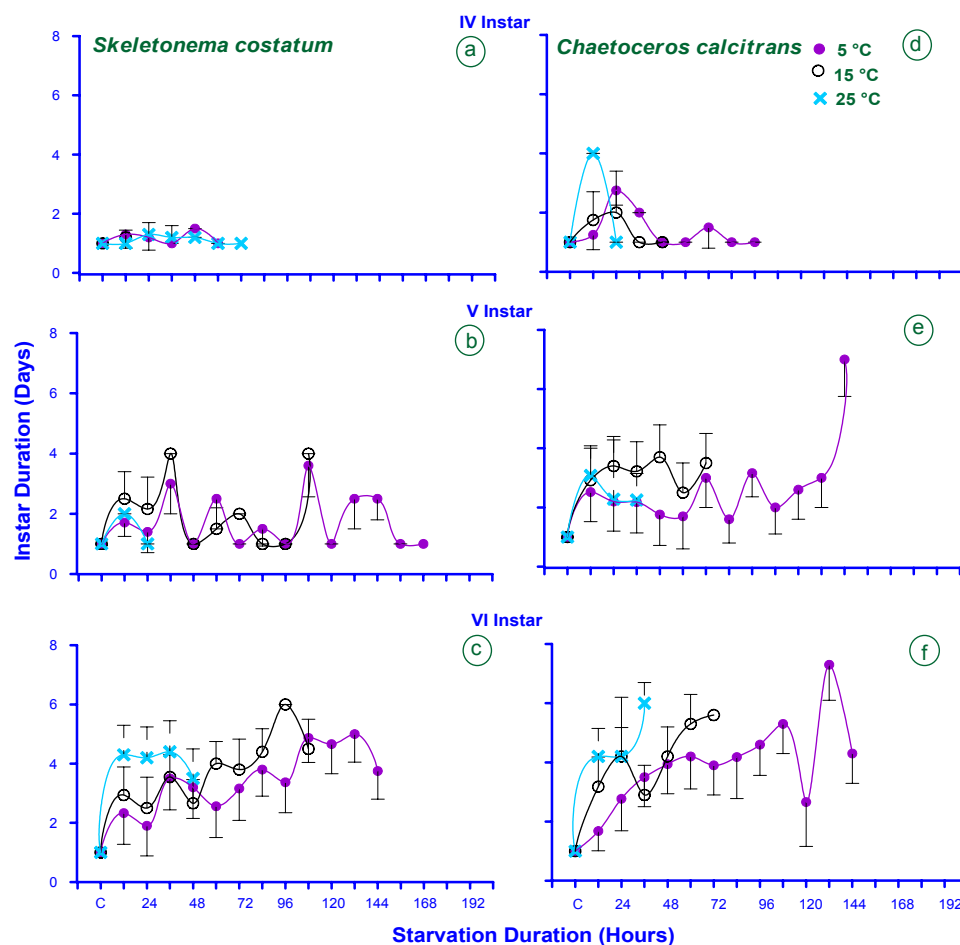 IV Instar
Skeletonema costatum
a
Chaetoceros calcitrans
d
5 °C
15 °C
25 °C
8
6
4
2
0
V Instar
b
e
8
6
4
2
0
Instar Duration (Days)
VI Instar
c
f
8
6
4
2
0
C 24 48 72 96 120 144 168 192
C 24 48 72 96 120 144 168 192
Starvation Duration (Hours)